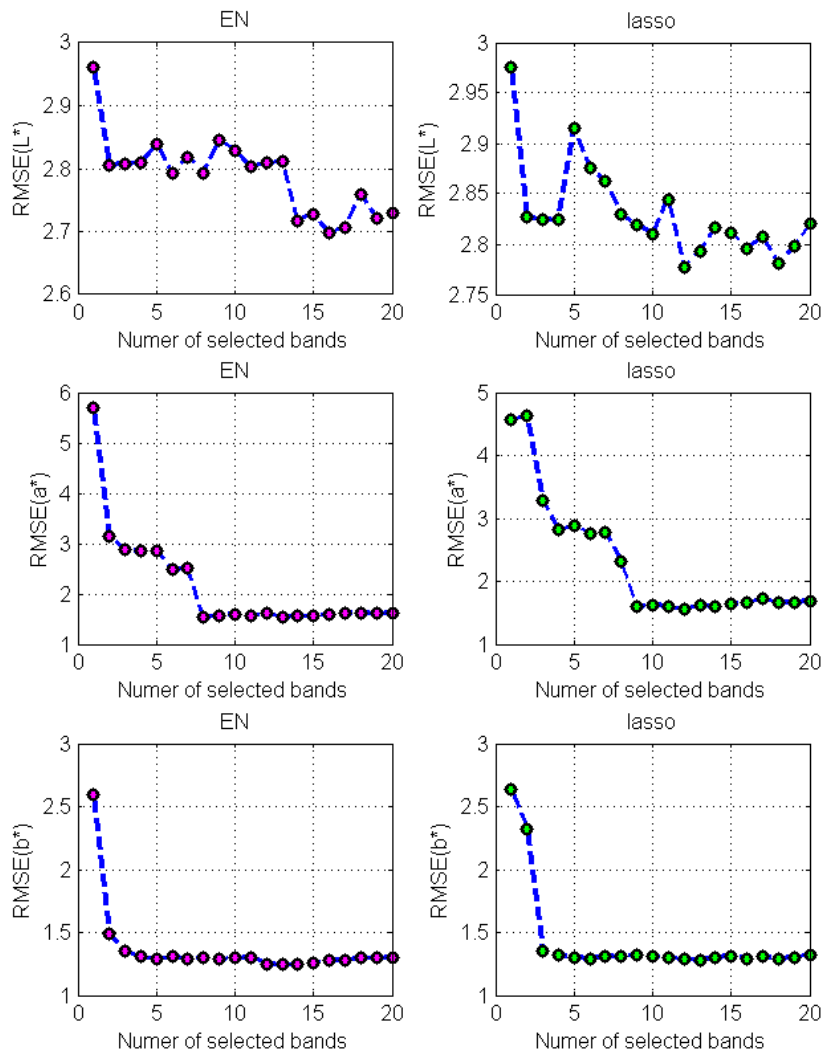 EN
lasso
3
2.9
2.8
2.7
2.6
RMSE(L*)
0 5 10 15 20
Numer of selected bands
3
2.95
2.9
2.85
2.8
2.75
RMSE(L*)
0 5 10 15 20
Numer of selected bands
EN
lasso
6
5
4
3
2
1
RMSE(a*)
0 5 10 15 20
Numer of selected bands
5
4
3
2
1
RMSE(a*)
0 5 10 15 20
Numer of selected bands
EN
lasso
3
2.5
2
1.5
1
RMSE(b*)
0 5 10 15 20
Numer of selected bands
3
2.5
2
1.5
1
RMSE(b*)
0 5 10 15 20
Numer of selected bands